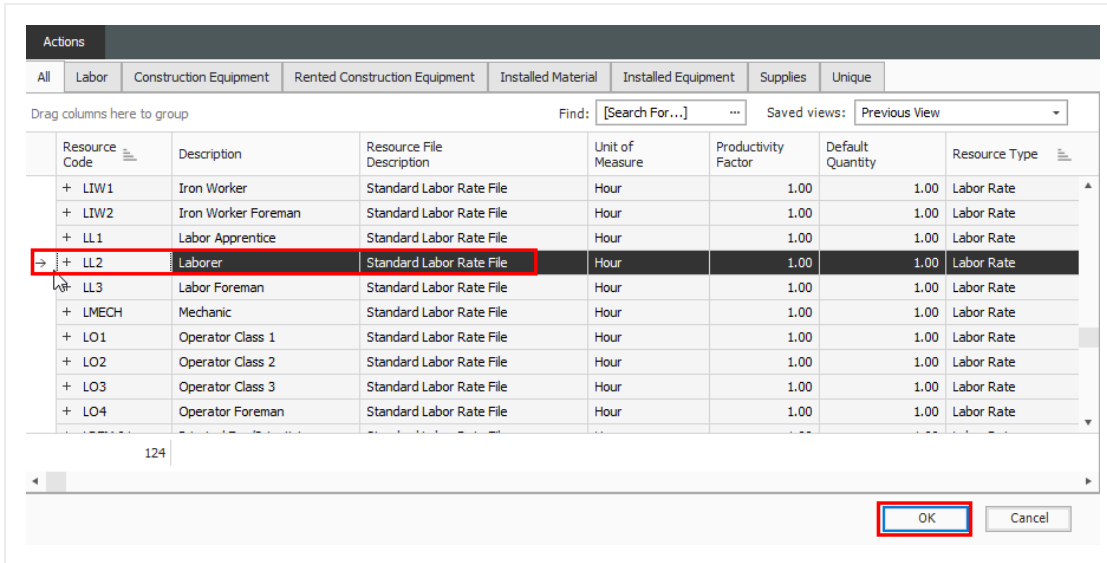 Actions
All Labor Construction Equipment Rented Construction Equipment Installed Material Installed Equipment Supplies Unique
Drag columns here to group Find: [Search For...] ... Saved views: Previous View
Resource Code Description Resource File Description Unit of Measure Productivity Factor Default Quantity Resource Type
+ LIW1 Iron Worker Standard Labor Rate File Hour 1.00 1.00 Labor Rate
+ LIW2 Iron Worker Foreman Standard Labor Rate File Hour 1.00 1.00 Labor Rate
+ LL1 Labor Apprentice Standard Labor Rate File Hour 1.00 1.00 Labor Rate
→ + LL2 Laborer Standard Labor Rate File Hour 1.00 1.00 Labor Rate
+ LL3 Labor Foreman Standard Labor Rate File Hour 1.00 1.00 Labor Rate
+ LMECH Mechanic Standard Labor Rate File Hour 1.00 1.00 Labor Rate
+ LO1 Operator Class 1 Standard Labor Rate File Hour 1.00 1.00 Labor Rate
+ LO2 Operator Class 2 Standard Labor Rate File Hour 1.00 1.00 Labor Rate
+ LO3 Operator Class 3 Standard Labor Rate File Hour 1.00 1.00 Labor Rate
+ LO4 Operator Foreman Standard Labor Rate File Hour 1.00 1.00 Labor Rate
124
OK Cancel